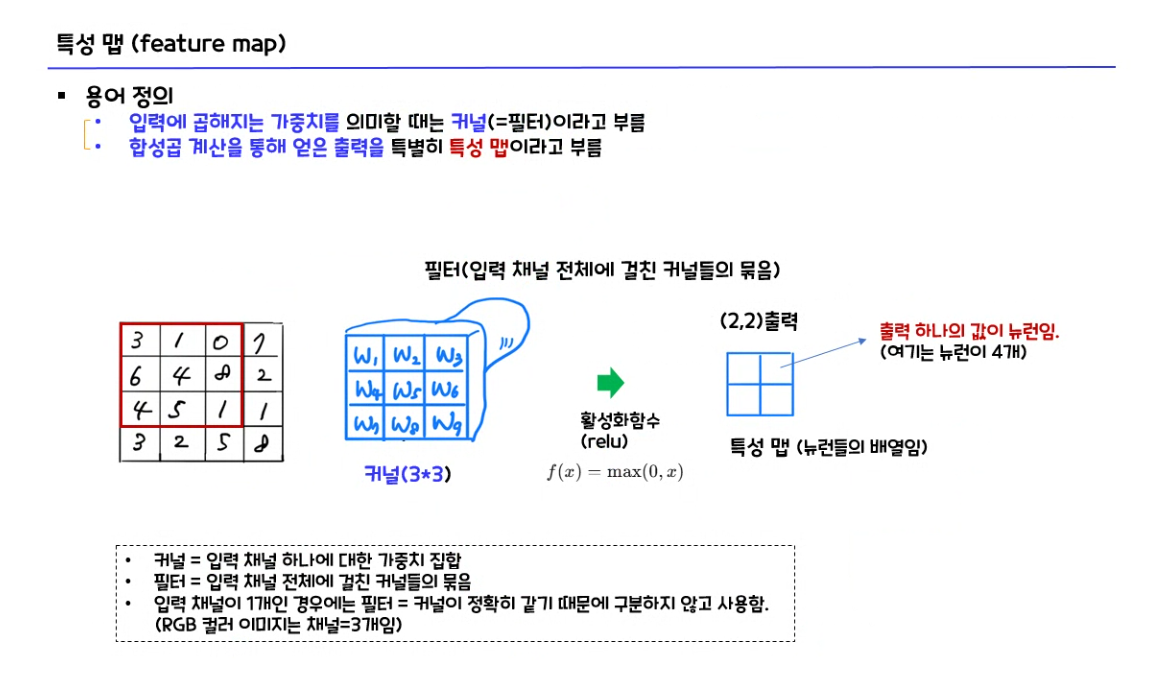 특성 맵 (feature map)
▪ 용어 정의
• 입력에 곱해지는 가중치를 의미할 때는 커널(=필터)이라고 부름
• 합성곱 계산을 통해 얻은 출력을 특별히 특성 맵이라고 부름
필터(입력 채널 전체에 걸친 커널들의 묶음)
3 1 0 7
6 4 8 2
4 5 1 1
3 2 5 8
W1 W2 W3
W4 W5 W6
W7 W8 W9
커널(3*3)
활성화함수
(relu)
f(x) = max(0, x)
(2,2)출력
출력 하나의 값이 뉴런임.
(여기는 뉴런이 4개)
특성 맵 (뉴런들의 배열임)
• 커널 = 입력 채널 하나에 대한 가중치 집합
• 필터 = 입력 채널 전체에 걸친 커널들의 묶음
• 입력 채널이 1개인 경우에는 필터 = 커널이 정확히 같기 때문에 구분하지 않고 사용함.
(RGB 컬러 이미지는 채널=3개임)